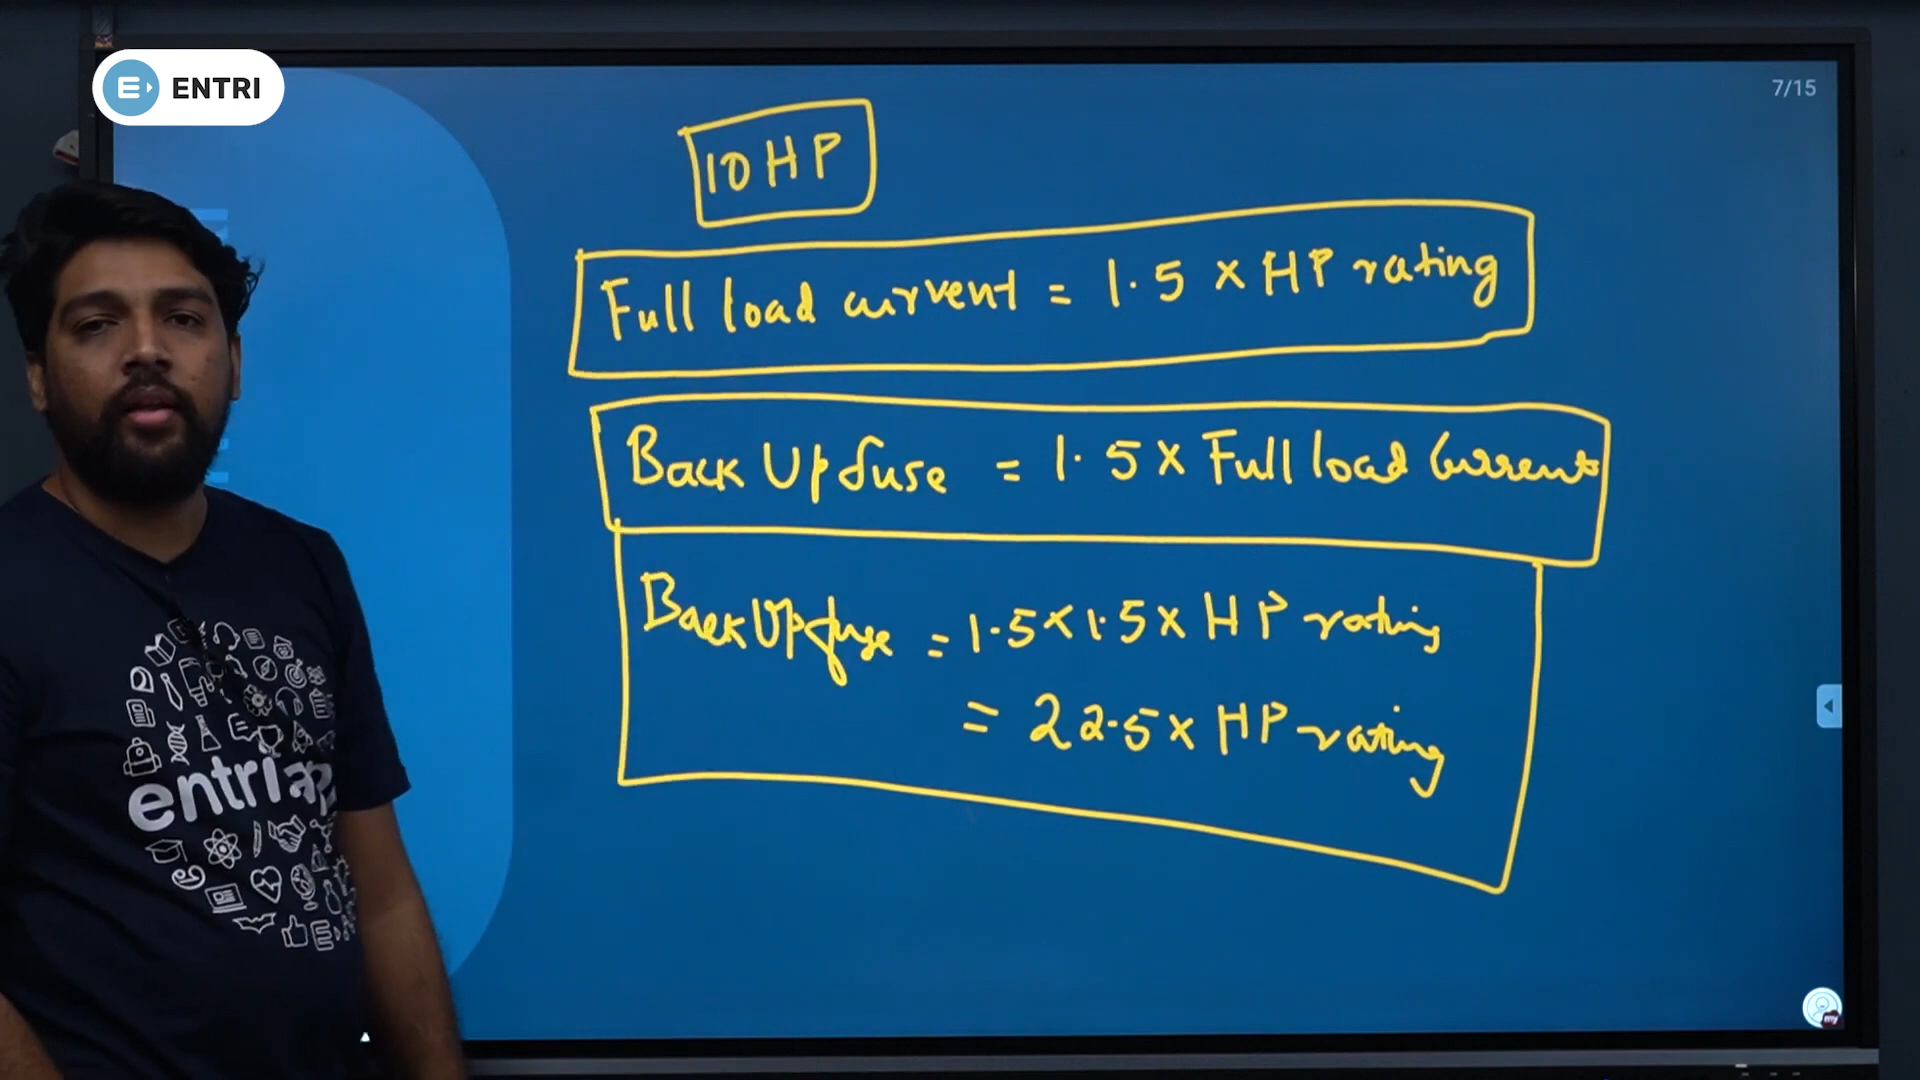 ENTRI
7/15
10 HP
Full load current = 1.5 × HP rating
Back Up fuse = 1.5 × Full load Current
Back Up fuse = 1.5 × 1.5 × HP rating
= 22.5 × HP rating
entri app